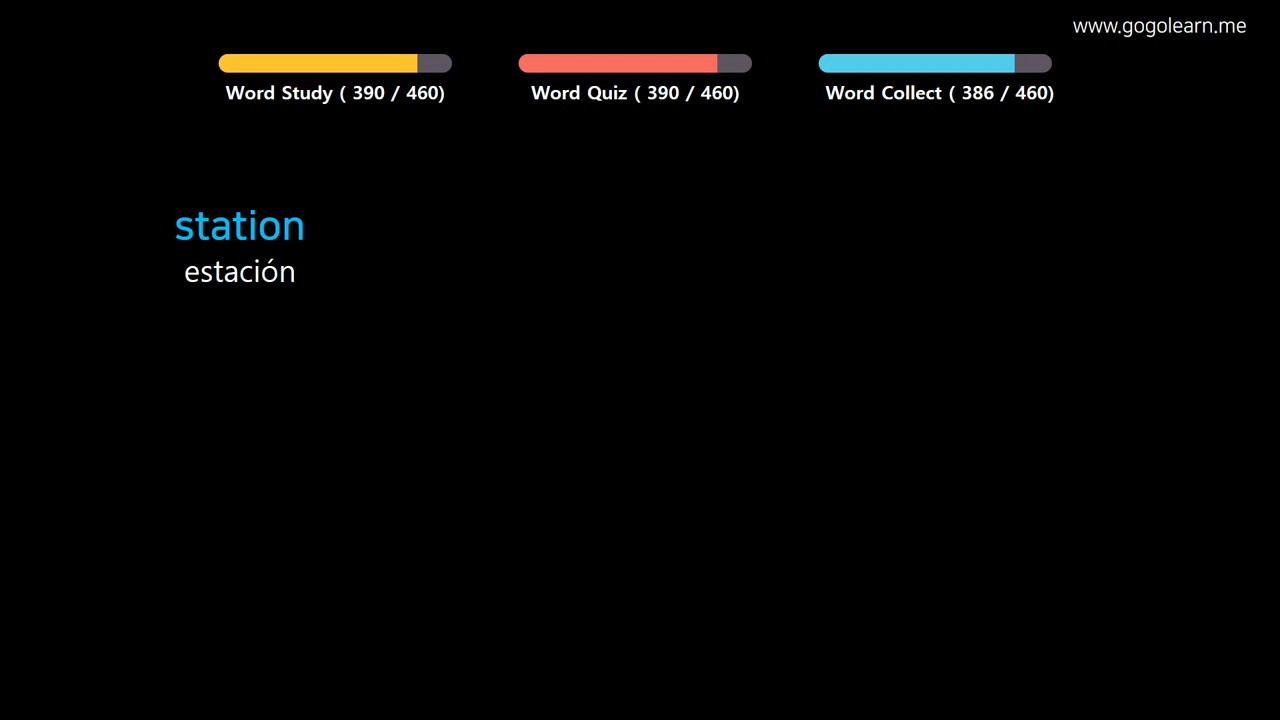 www.gogolearn.me
Word Study ( 390 / 460)
Word Quiz ( 390 / 460)
Word Collect ( 386 / 460)
station
estación